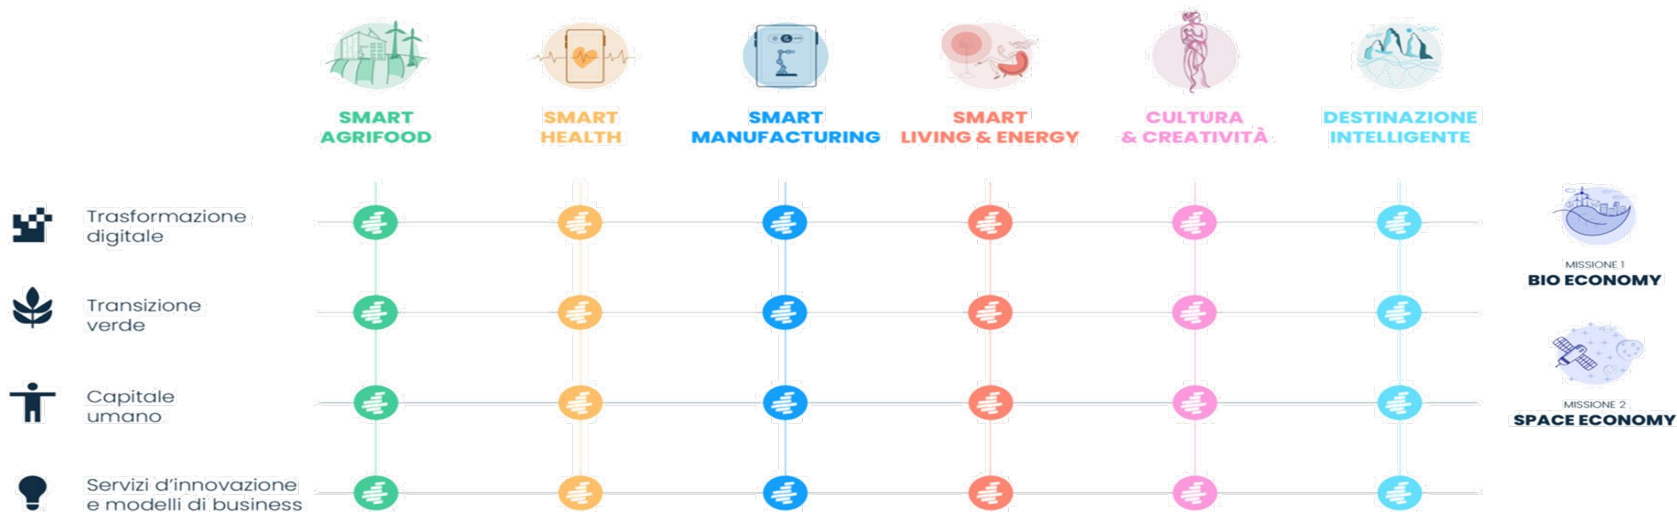 SMART
AGRIFOOD
SMART
HEALTH
SMART
MANUFACTURING
SMART
LIVING & ENERGY
CULTURA
& CREATIVITÀ
DESTINAZIONE
INTELLIGENTE
Trasformazione
digitale
Transizione
verde
Capitale
umano
Servizi d'innovazione
e modelli di business
MISSIONE 1
BIO ECONOMY
MISSIONE 2
SPACE ECONOMY